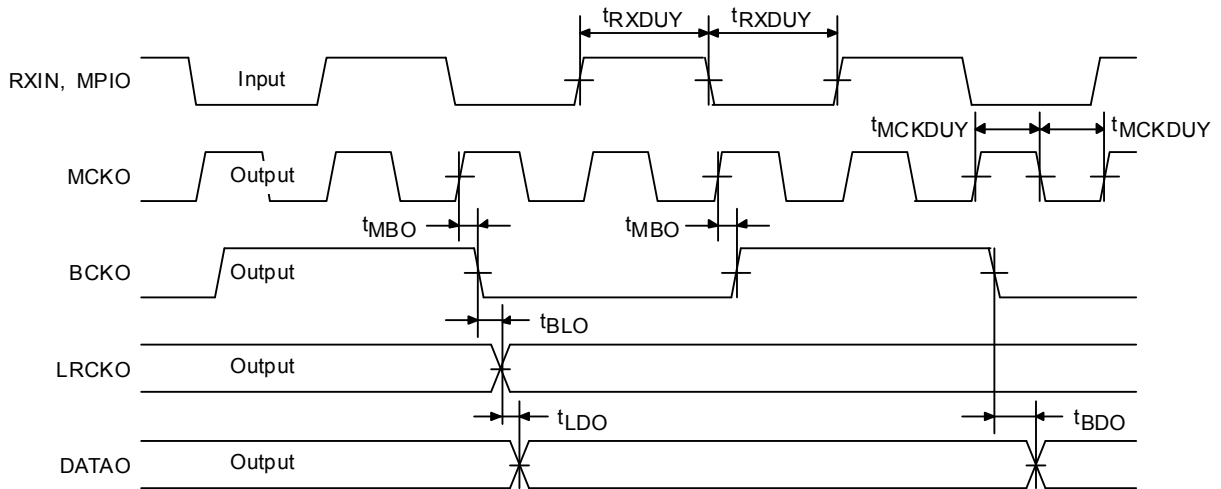 tRXDUY tRXDUY
RXIN, MPIO Input
tMCKDUY tMCKDUY
MCKO Output
tMBO tMBO
BCKO Output
tBLO
LRCKO Output
tLDO tBDO
DATAO Output